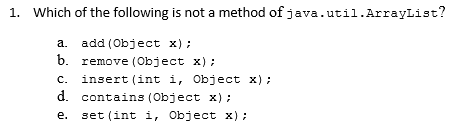 1. Which of the following is not a method of java.util.ArrayList?
a. add(Object x);
b. remove(Object x);
c. insert(int i, Object x);
d. contains(Object x);
e. set(int i, Object x);